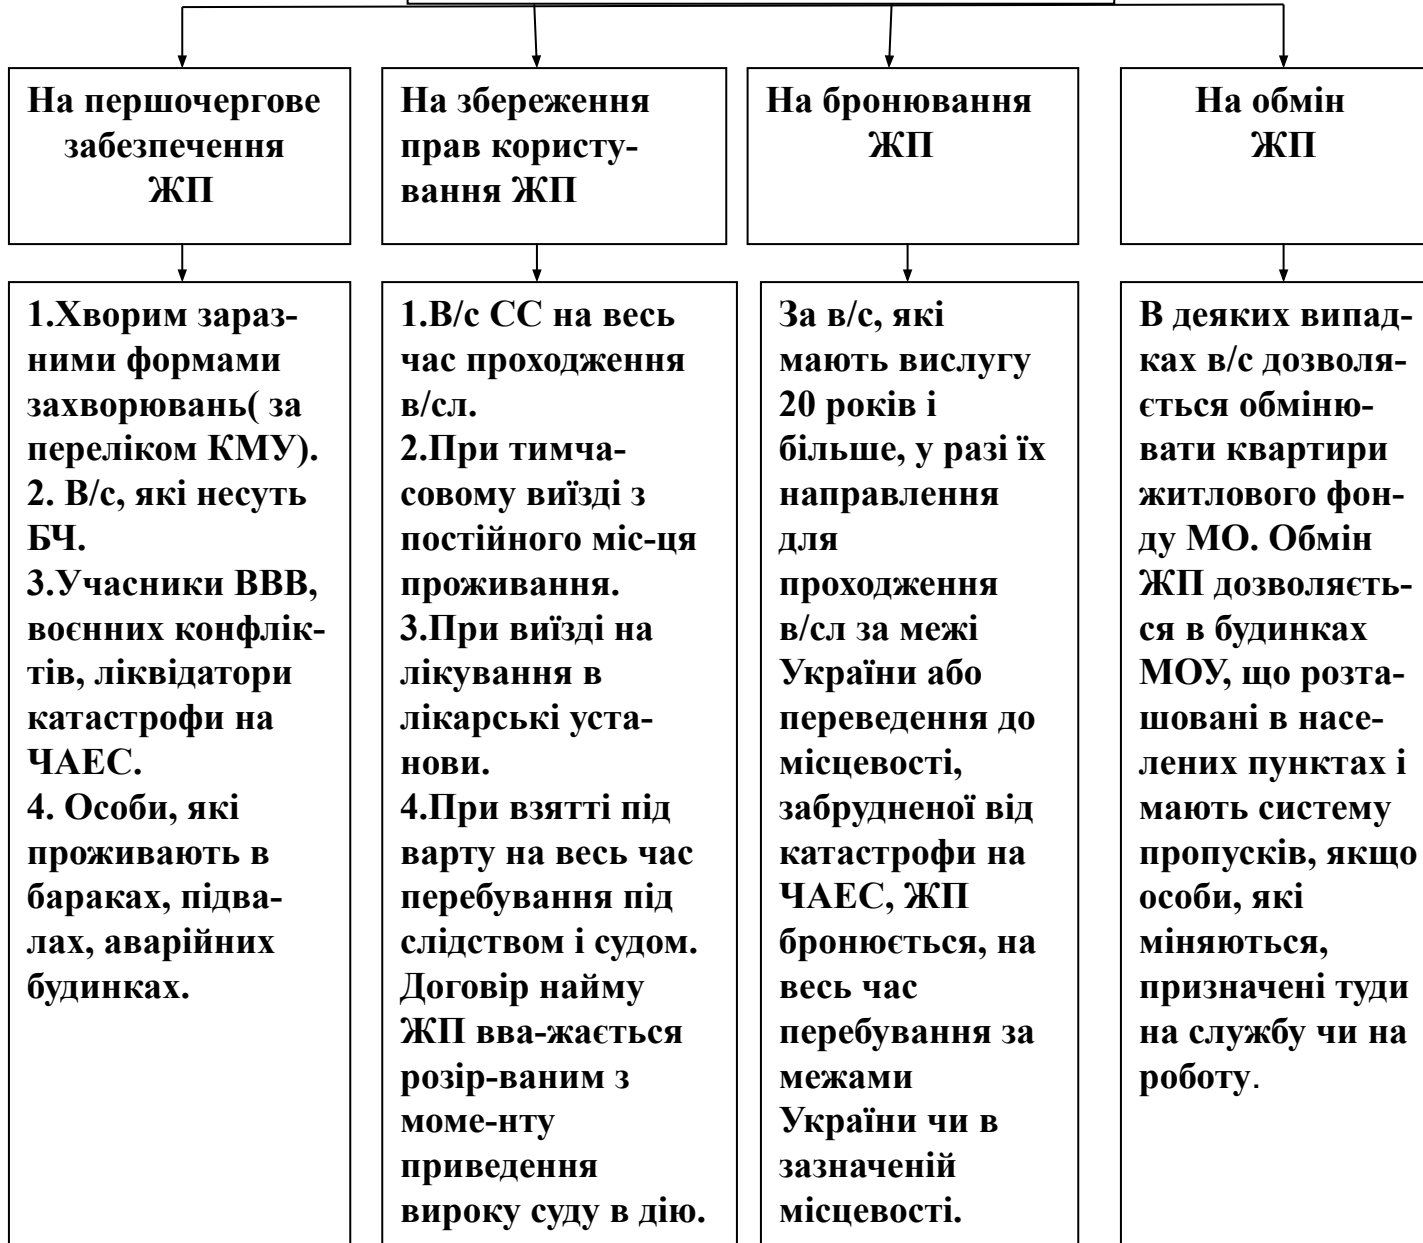 На першочергове
забезпечення
ЖП
На збереження
прав користу-
вання ЖП
На бронювання
ЖП
На обмін
ЖП
1.Хворим зараз-
ними формами
захворювань( за
переліком КМУ).
2. В/с, які несуть
БЧ.
3.Учасники ВВВ,
воєнних конфлік-
тів, ліквідатори
катастрофи на
ЧАЕС.
4. Особи, які
проживають в
бараках, підва-
лах, аварійних
будинках.
1.В/с СС на весь
час проходження
в/сл.
2.При тимча-
совому виїзді з
постійного міс-ця
проживання.
3.При виїзді на
лікування в
лікарські уста-
нови.
4.При взятті під
варту на весь час
перебування під
слідством і судом.
Договір найму
ЖП вва-жається
розір-ваним з
моме-нту
приведення
вироку суду в дію.
За в/с, які
мають вислугу
20 років і
більше, у разі їх
направлення
для
проходження
в/сл за межі
України або
переведення до
місцевості,
забрудненої від
катастрофи на
ЧАЕС, ЖП
бронюється, на
весь час
перебування за
межами
України чи в
зазначеній
місцевості.
В деяких випад-
ках в/с дозволя-
ється обміню-
вати квартири
житлового фон-
ду МО. Обмін
ЖП дозволяєть-
ся в будинках
МОУ, що розта-
шовані в насе-
лених пунктах і
мають систему
пропусків, якщо
особи, які
міняються,
призначені туди
на службу чи на
роботу.